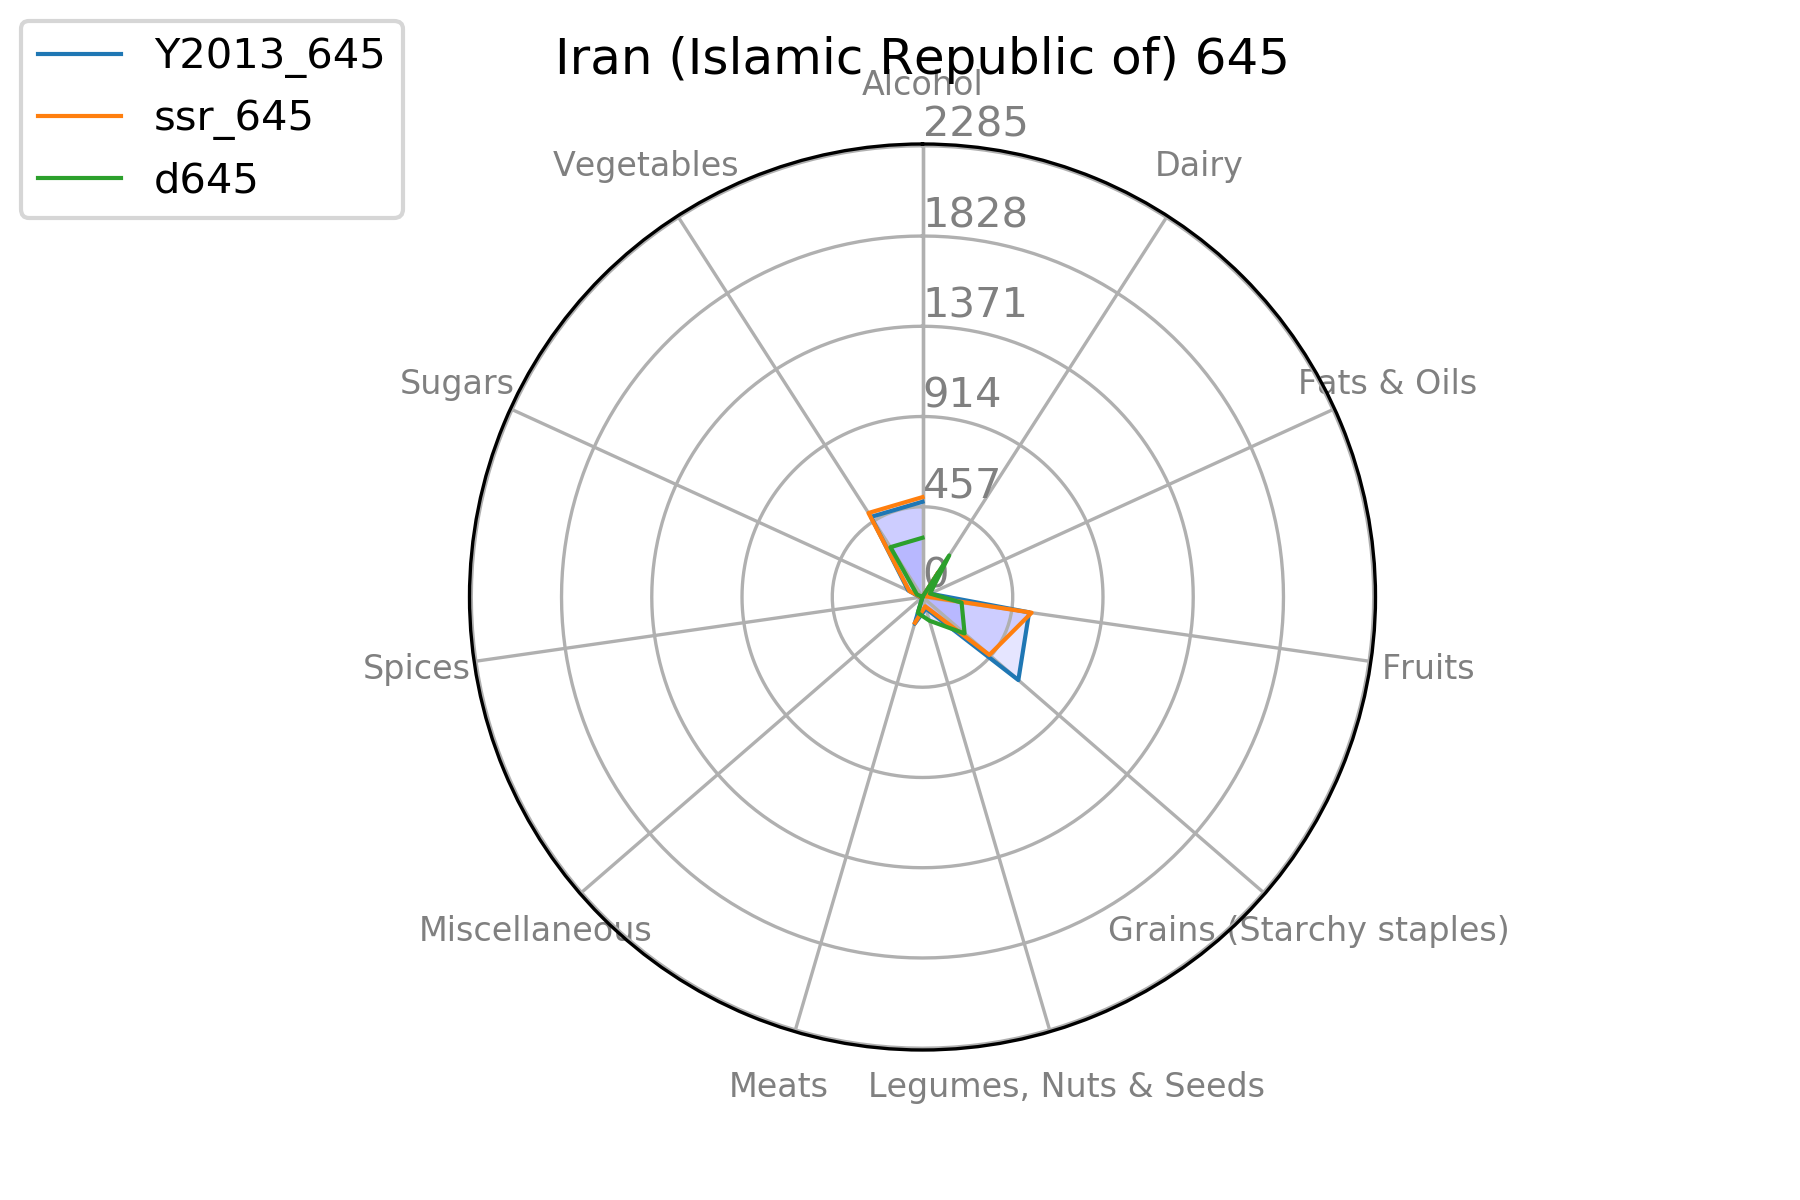 Iran (Islamic Republic of) 645
Y2013_645
ssr_645
d645
Alcohol
2285
1828
1371
914
457
0
Dairy
Fats & Oils
Fruits
Grains (Starchy staples)
Legumes, Nuts & Seeds
Meats
Miscellaneous
Spices
Sugars
Vegetables